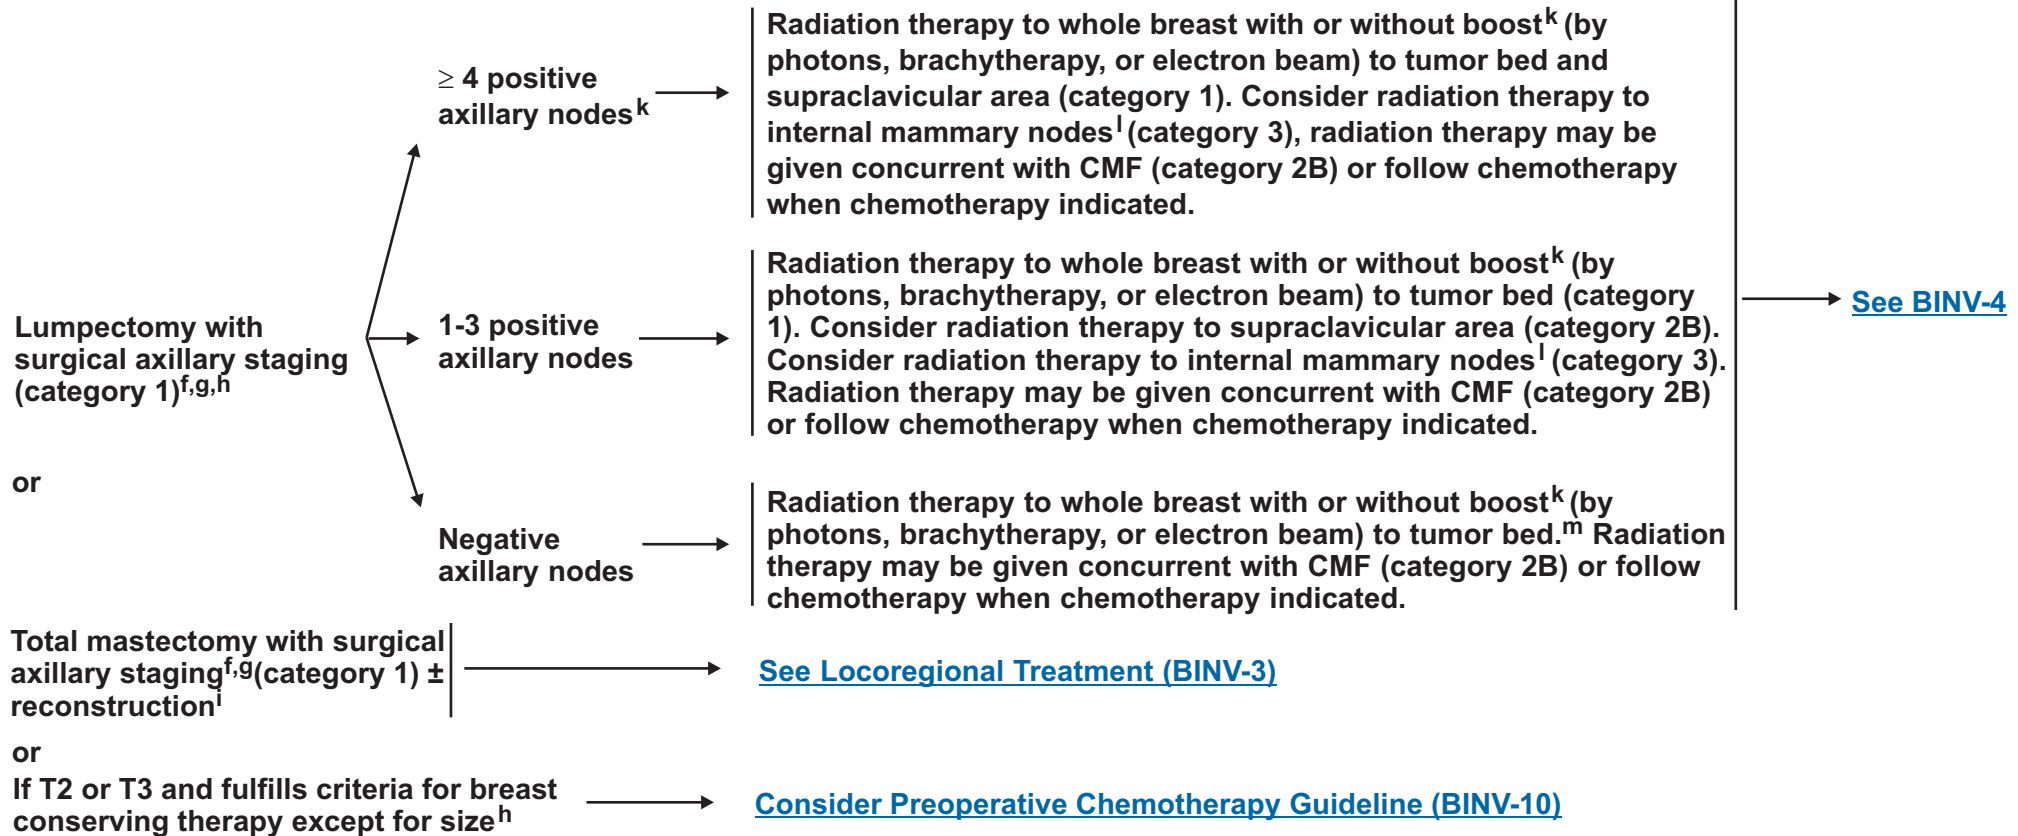 Lumpectomy with
surgical axillary staging
(category 1)f,g,h
≥ 4 positive
axillary nodesk
Radiation therapy to whole breast with or without boostk (by
photons, brachytherapy, or electron beam) to tumor bed and
supraclavicular area (category 1). Consider radiation therapy to
internal mammary nodesl (category 3), radiation therapy may be
given concurrent with CMF (category 2B) or follow chemotherapy
when chemotherapy indicated.
1-3 positive
axillary nodes
Radiation therapy to whole breast with or without boostk (by
photons, brachytherapy, or electron beam) to tumor bed (category
1). Consider radiation therapy to supraclavicular area (category 2B).
Consider radiation therapy to internal mammary nodesl (category 3).
Radiation therapy may be given concurrent with CMF (category 2B)
or follow chemotherapy when chemotherapy indicated.
Negative
axillary nodes
Radiation therapy to whole breast with or without boostk (by
photons, brachytherapy, or electron beam) to tumor bed.m Radiation
therapy may be given concurrent with CMF (category 2B) or follow
chemotherapy when chemotherapy indicated.
See BINV-4
or
Total mastectomy with surgical
axillary stagingf,g(category 1) ±
reconstructioni
See Locoregional Treatment (BINV-3)
or
If T2 or T3 and fulfills criteria for breast
conserving therapy except for sizeh
Consider Preoperative Chemotherapy Guideline (BINV-10)